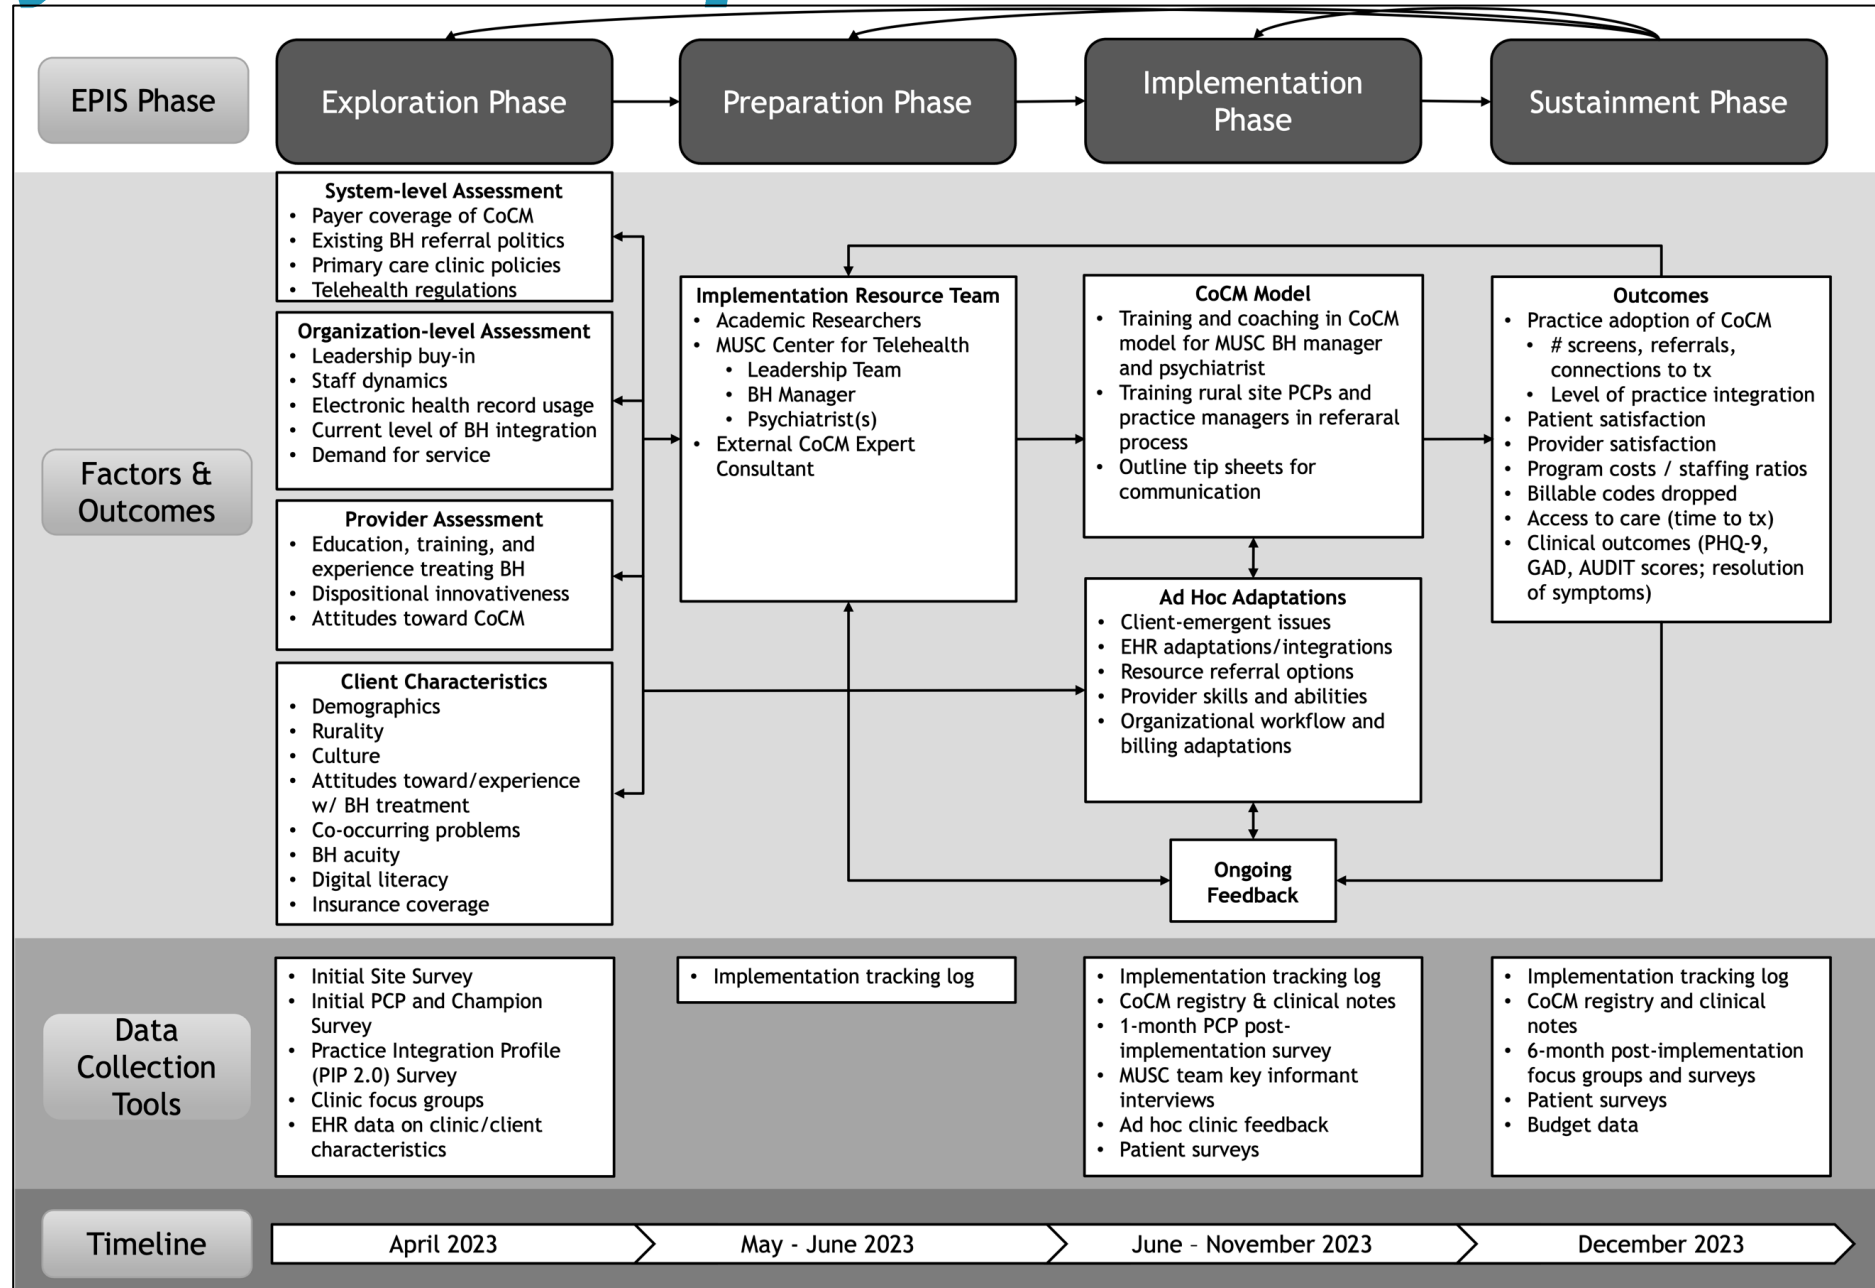 EPIS Phase
Exploration Phase
Preparation Phase
Implementation
Phase
Sustainment Phase
Factors &
Outcomes
System-level Assessment
• Payer coverage of CoCM
• Existing BH referral politics
• Primary care clinic policies
• Telehealth regulations
Organization-level Assessment
• Leadership buy-in
• Staff dynamics
• Electronic health record usage
• Current level of BH integration
• Demand for service
Provider Assessment
• Education, training, and
experience treating BH
• Dispositional innovativeness
• Attitudes toward CoCM
Client Characteristics
• Demographics
• Rurality
• Culture
• Attitudes toward/experience
w/ BH treatment
• Co-occurring problems
• BH acuity
• Digital literacy
• Insurance coverage
Implementation Resource Team
• Academic Researchers
• MUSC Center for Telehealth
• Leadership Team
• BH Manager
• Psychiatrist(s)
• External CoCM Expert
Consultant
CoCM Model
• Training and coaching in CoCM
model for MUSC BH manager
and psychiatrist
• Training rural site PCPs and
practice managers in referaral
process
• Outline tip sheets for
communication
Ad Hoc Adaptations
• Client-emergent issues
• EHR adaptations/integrations
• Resource referral options
• Provider skills and abilities
• Organizational workflow and
billing adaptations
Ongoing
Feedback
Outcomes
• Practice adoption of CoCM
• # screens, referrals,
connections to tx
• Level of practice integration
• Patient satisfaction
• Provider satisfaction
• Program costs / staffing ratios
• Billable codes dropped
• Access to care (time to tx)
• Clinical outcomes (PHQ-9,
GAD, AUDIT scores; resolution
of symptoms)
Data
Collection
Tools
• Initial Site Survey
• Initial PCP and Champion
Survey
• Practice Integration Profile
(PIP 2.0) Survey
• Clinic focus groups
• EHR data on clinic/client
characteristics
• Implementation tracking log
• Implementation tracking log
• CoCM registry & clinical notes
• 1-month PCP post-
implementation survey
• MUSC team key informant
interviews
• Ad hoc clinic feedback
• Patient surveys
• Implementation tracking log
• CoCM registry and clinical
notes
• 6-month post-implementation
focus groups and surveys
• Patient surveys
• Budget data
Timeline
April 2023
May - June 2023
June – November 2023
December 2023